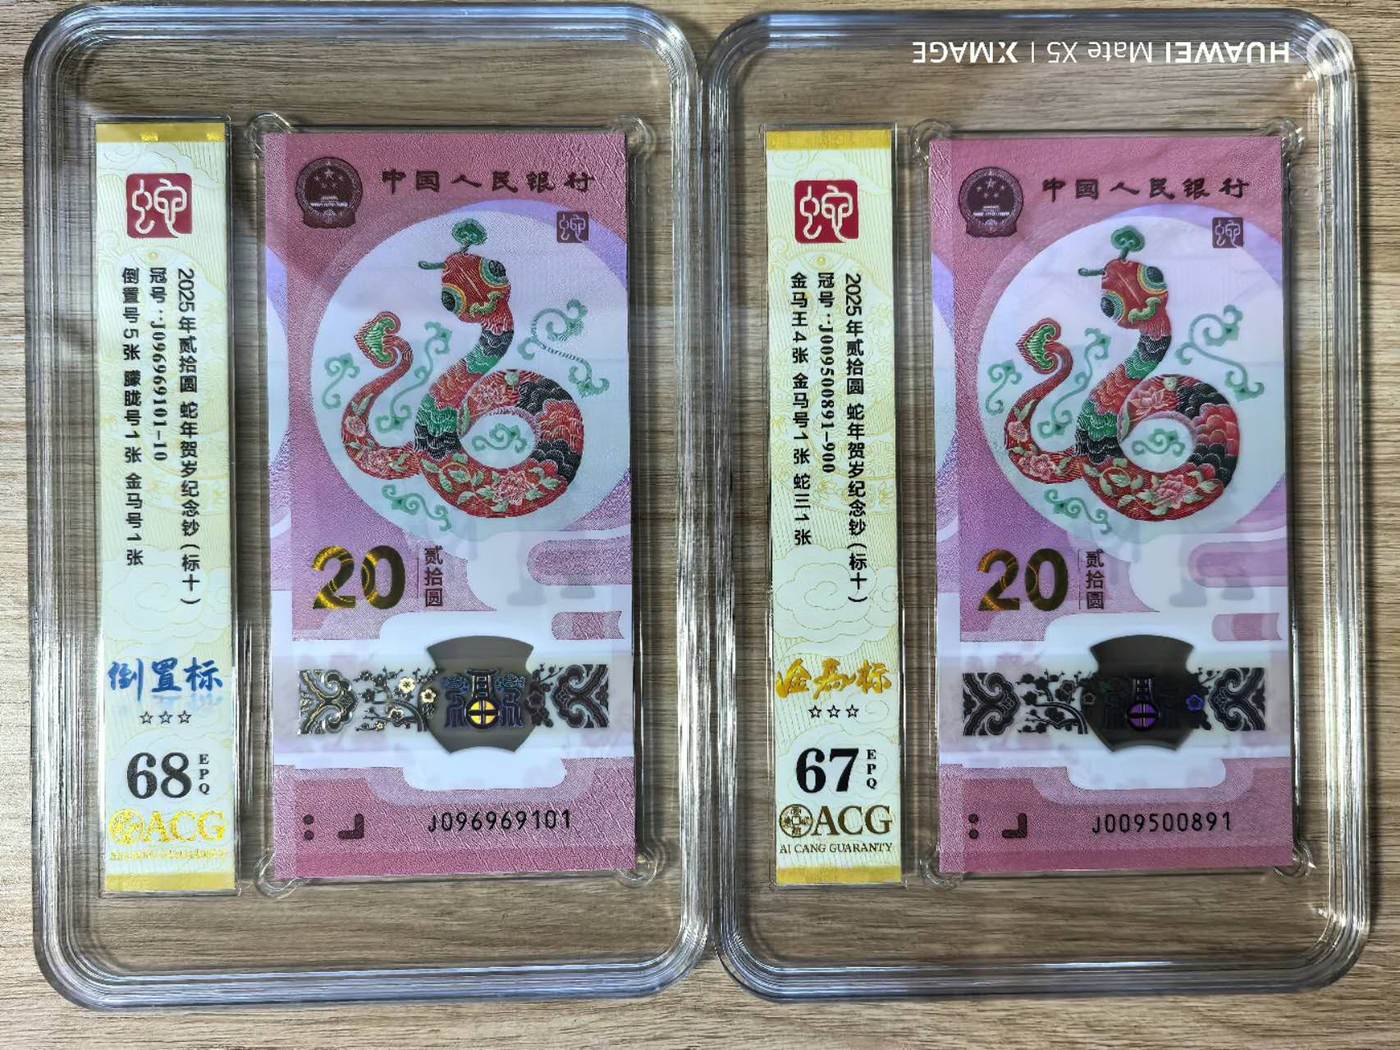 HUAWEI Mate X5 | XMAGE
蛇
2025年贰拾圆 蛇年贺岁纪念钞（标十）
冠号：J096969101-10
倒置号5张 朦胧号1张 金马号1张
倒置标
☆☆☆
68 EPQ
ACG
AI CANG GUARANTY
中国人民银行
蛇
20 贰拾圆
J096969101
蛇
2025年贰拾圆 蛇年贺岁纪念钞（标十）
冠号：J009500891-900
金马王4张 金马号1张 蛇三1张
金马标
☆☆☆
67 EPQ
ACG
AI CANG GUARANTY
中国人民银行
蛇
20 贰拾圆
J009500891